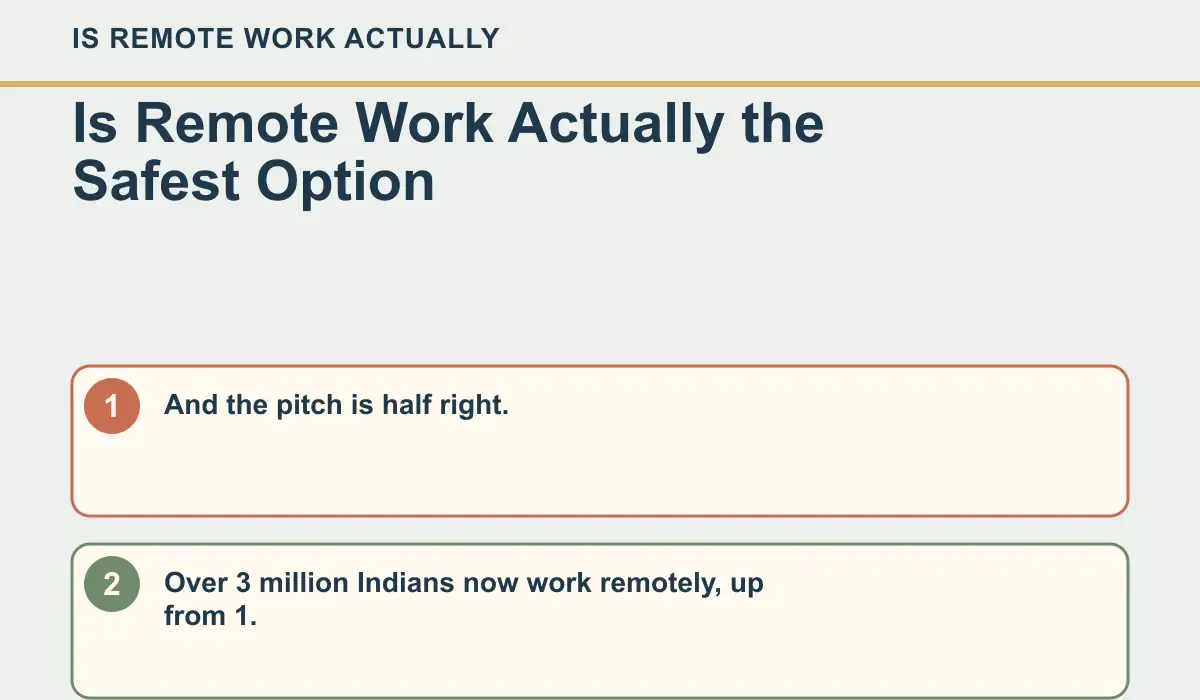 IS REMOTE WORK ACTUALLY
Is Remote Work Actually the
Safest Option
1
And the pitch is half right.
2
Over 3 million Indians now work remotely, up
from 1.